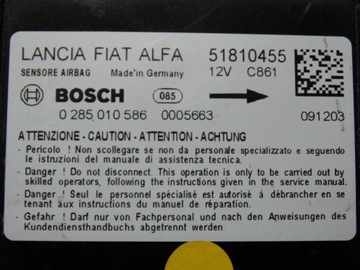 LANCIA FIAT ALFA 51810455
SENSORE AIRBAG Made in Germany 12V C861
BOSCH 085
0 285 010 586 0005663 091203
ATTENZIONE - CAUTION - ATTENTION - ACHTUNG
- Pericolo ! Non scollegare se non da personale specializzato e seguendo
le istruzioni del manuale di assistenza tecnica.
- Danger ! Do not disconnect. This operation is only to be carried out by
skilled operators, following the instructions given in the service manual.
- Danger ! Seul le personnel spécialisé est autorisé à débrancher en se
tenant aux instructions du manuel de réparation.
- Gefahr ! Darf nur von Fachpersonal und nach den Anweisungen des
Kundendiensthandbuchs abgetrennt werden.